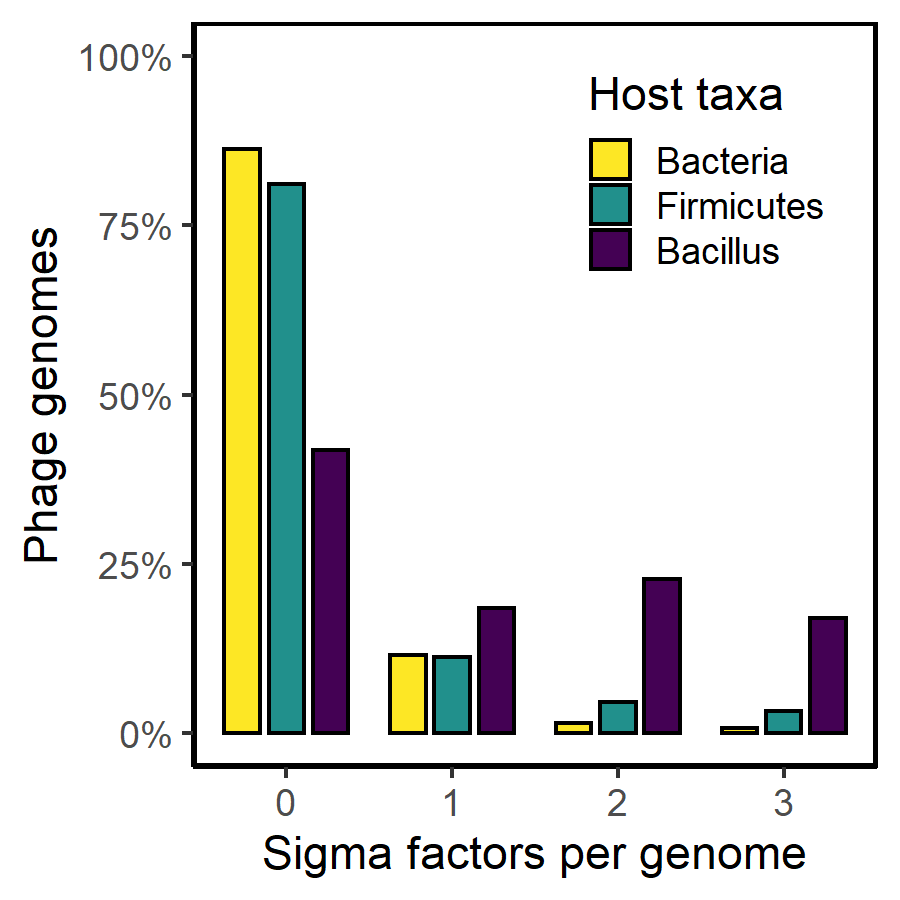 100%
75%
50%
25%
0%
Phage genomes
Host taxa
Bacteria
Firmicutes
Bacillus
0 1 2 3
Sigma factors per genome